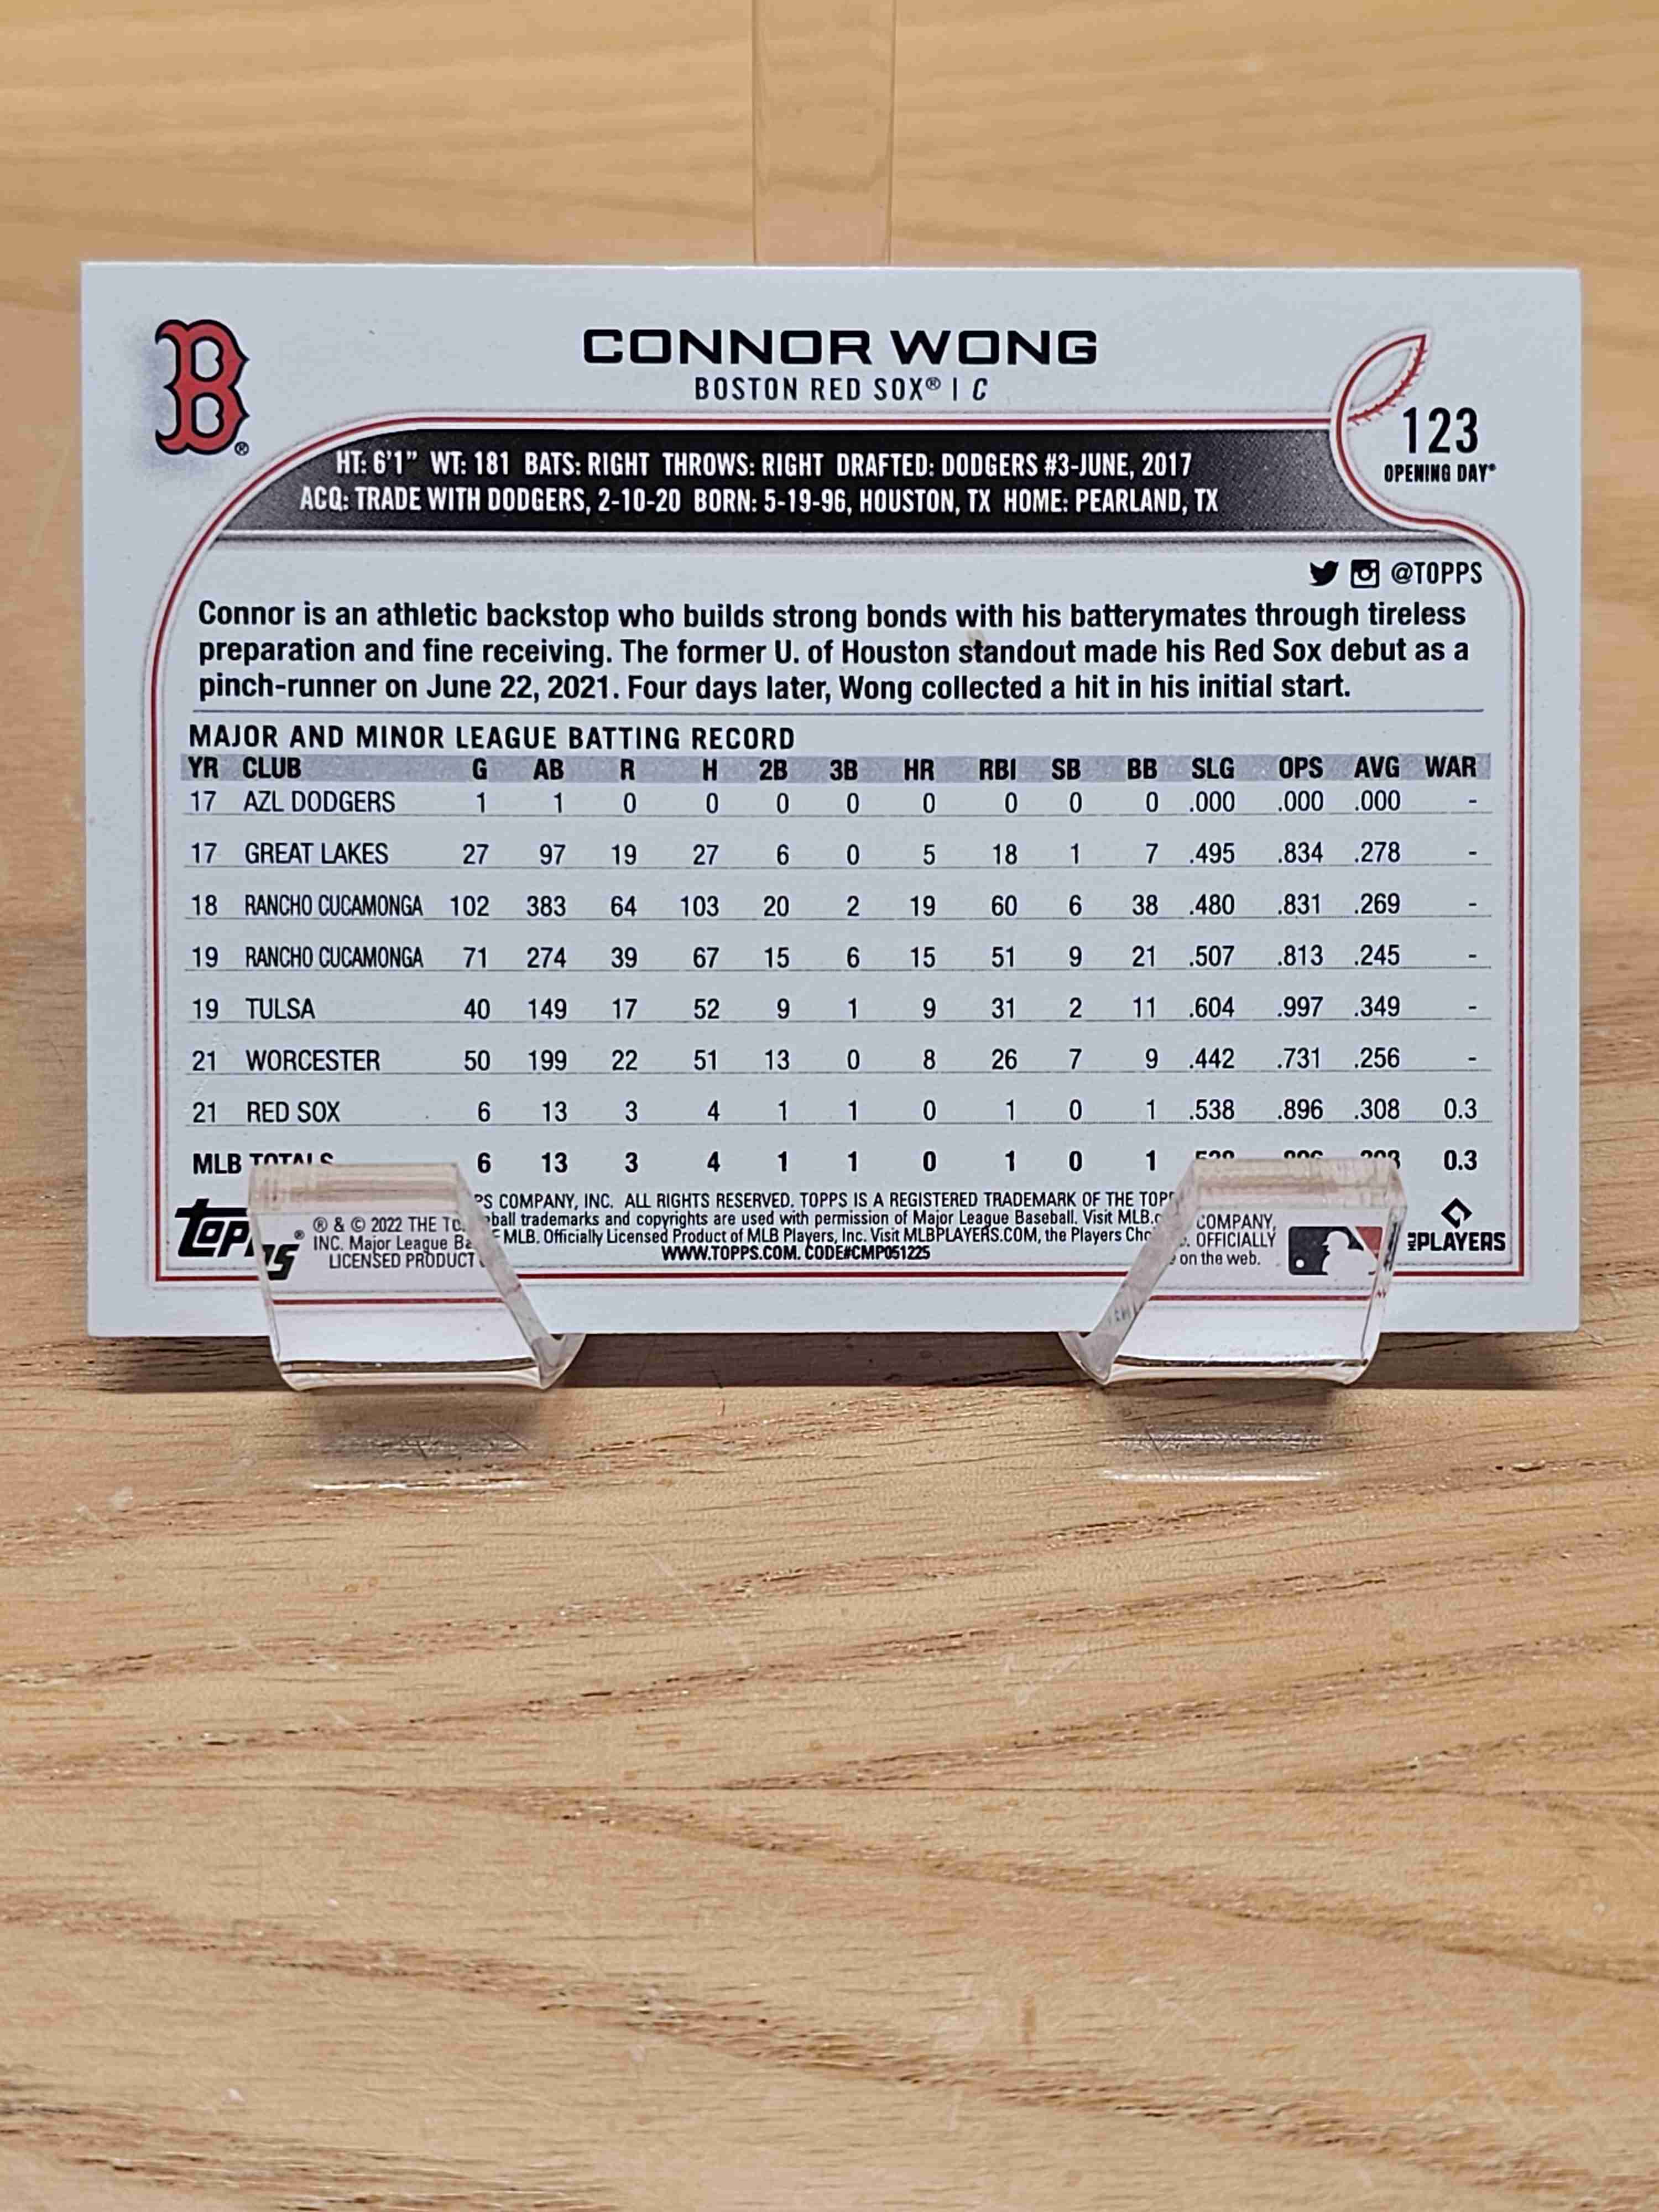 B®
CONNOR WONG
BOSTON RED SOX® | C
123
OPENING DAY®
HT: 6'1" WT: 181 BATS: RIGHT THROWS: RIGHT DRAFTED: DODGERS #3-JUNE, 2017
ACQ: TRADE WITH DODGERS, 2-10-20 BORN: 5-19-96, HOUSTON, TX HOME: PEARLAND, TX
@TOPPS
Connor is an athletic backstop who builds strong bonds with his batterymates through tireless
preparation and fine receiving. The former U. of Houston standout made his Red Sox debut as a
pinch-runner on June 22, 2021. Four days later, Wong collected a hit in his initial start.
MAJOR AND MINOR LEAGUE BATTING RECORD
YR CLUB G AB R H 2B 3B HR RBI SB BB SLG OPS AVG WAR
17 AZL DODGERS 1 1 0 0 0 0 0 0 0 0 .000 .000 .000 -
17 GREAT LAKES 27 97 19 27 6 0 5 18 1 7 .495 .834 .278 -
18 RANCHO CUCAMONGA 102 383 64 103 20 2 19 60 6 38 .480 .831 .269 -
19 RANCHO CUCAMONGA 71 274 39 67 15 6 15 51 9 21 .507 .813 .245 -
19 TULSA 40 149 17 52 9 1 9 31 2 11 .604 .997 .349 -
21 WORCESTER 50 199 22 51 13 0 8 26 7 9 .442 .731 .256 -
21 RED SOX 6 13 3 4 1 1 0 1 0 1 .538 .896 .308 0.3
MLB TOTALS 6 13 3 4 1 1 0 1 0 1 0.3
Topps ®
® & © 2022 THE PS COMPANY, INC. ALL RIGHTS RESERVED. TOPPS IS A REGISTERED TRADEMARK OF THE TOPP COMPANY,
INC. Major League ball trademarks and copyrights are used with permission of Major League Baseball. Visit MLB. OFFICIALLY
LICENSED PRODUCT MLB. Officially Licensed Product of MLB Players, Inc. Visit MLBPLAYERS.COM, the Players on the web.
WWW.TOPPS.COM. CODE#CMP051225
MLB PLAYERS